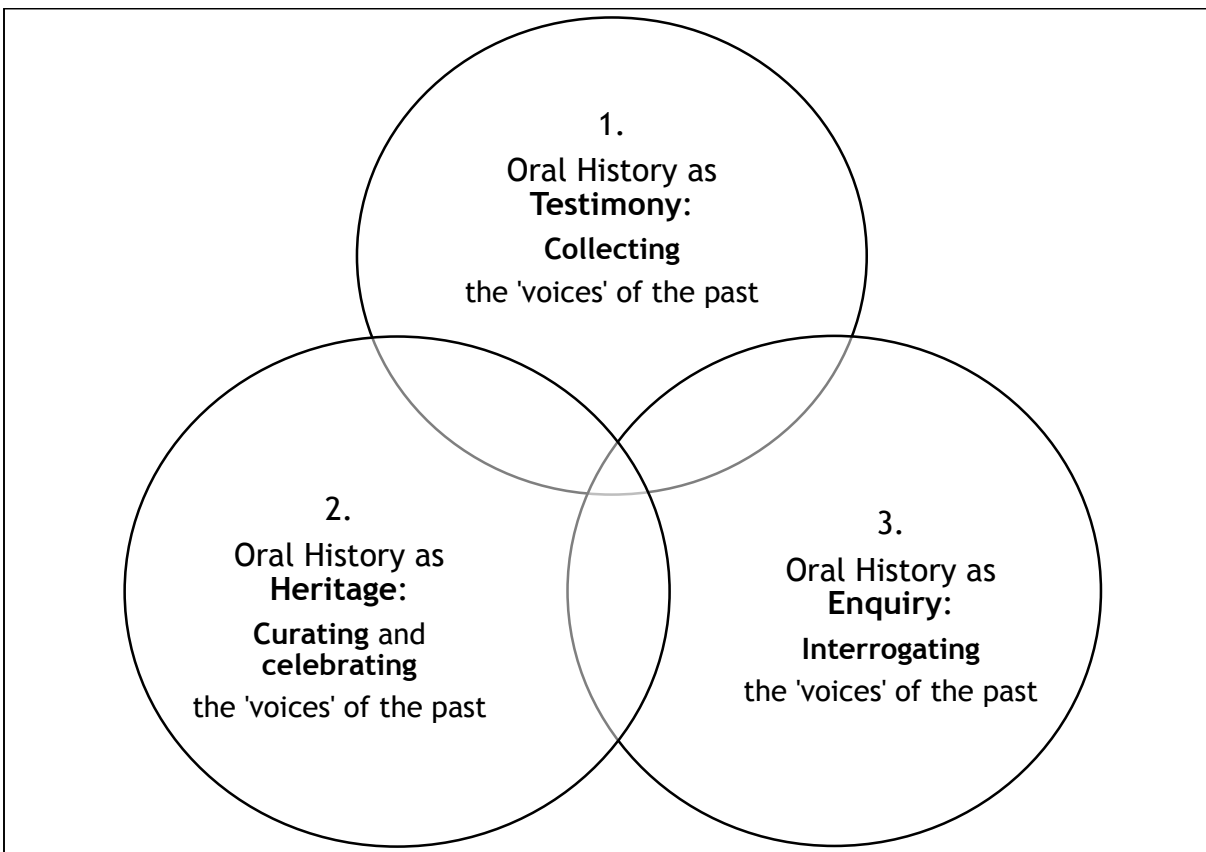 1.
Oral History as
Testimony:
Collecting
the 'voices' of the past
2.
Oral History as
Heritage:
Curating and
celebrating
the 'voices' of the past
3.
Oral History as
Enquiry:
Interrogating
the 'voices' of the past